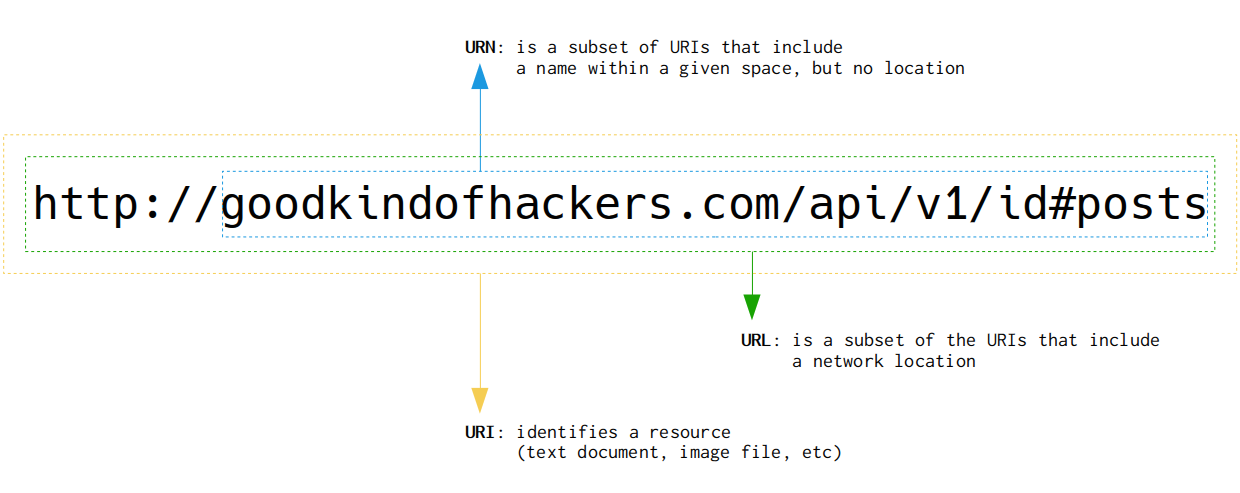 URN: is a subset of URIs that include
a name within a given space, but no location
http://goodkindofhackers.com/api/v1/id#posts
URL: is a subset of the URIs that include
a network location
URI: identifies a resource
(text document, image file, etc)